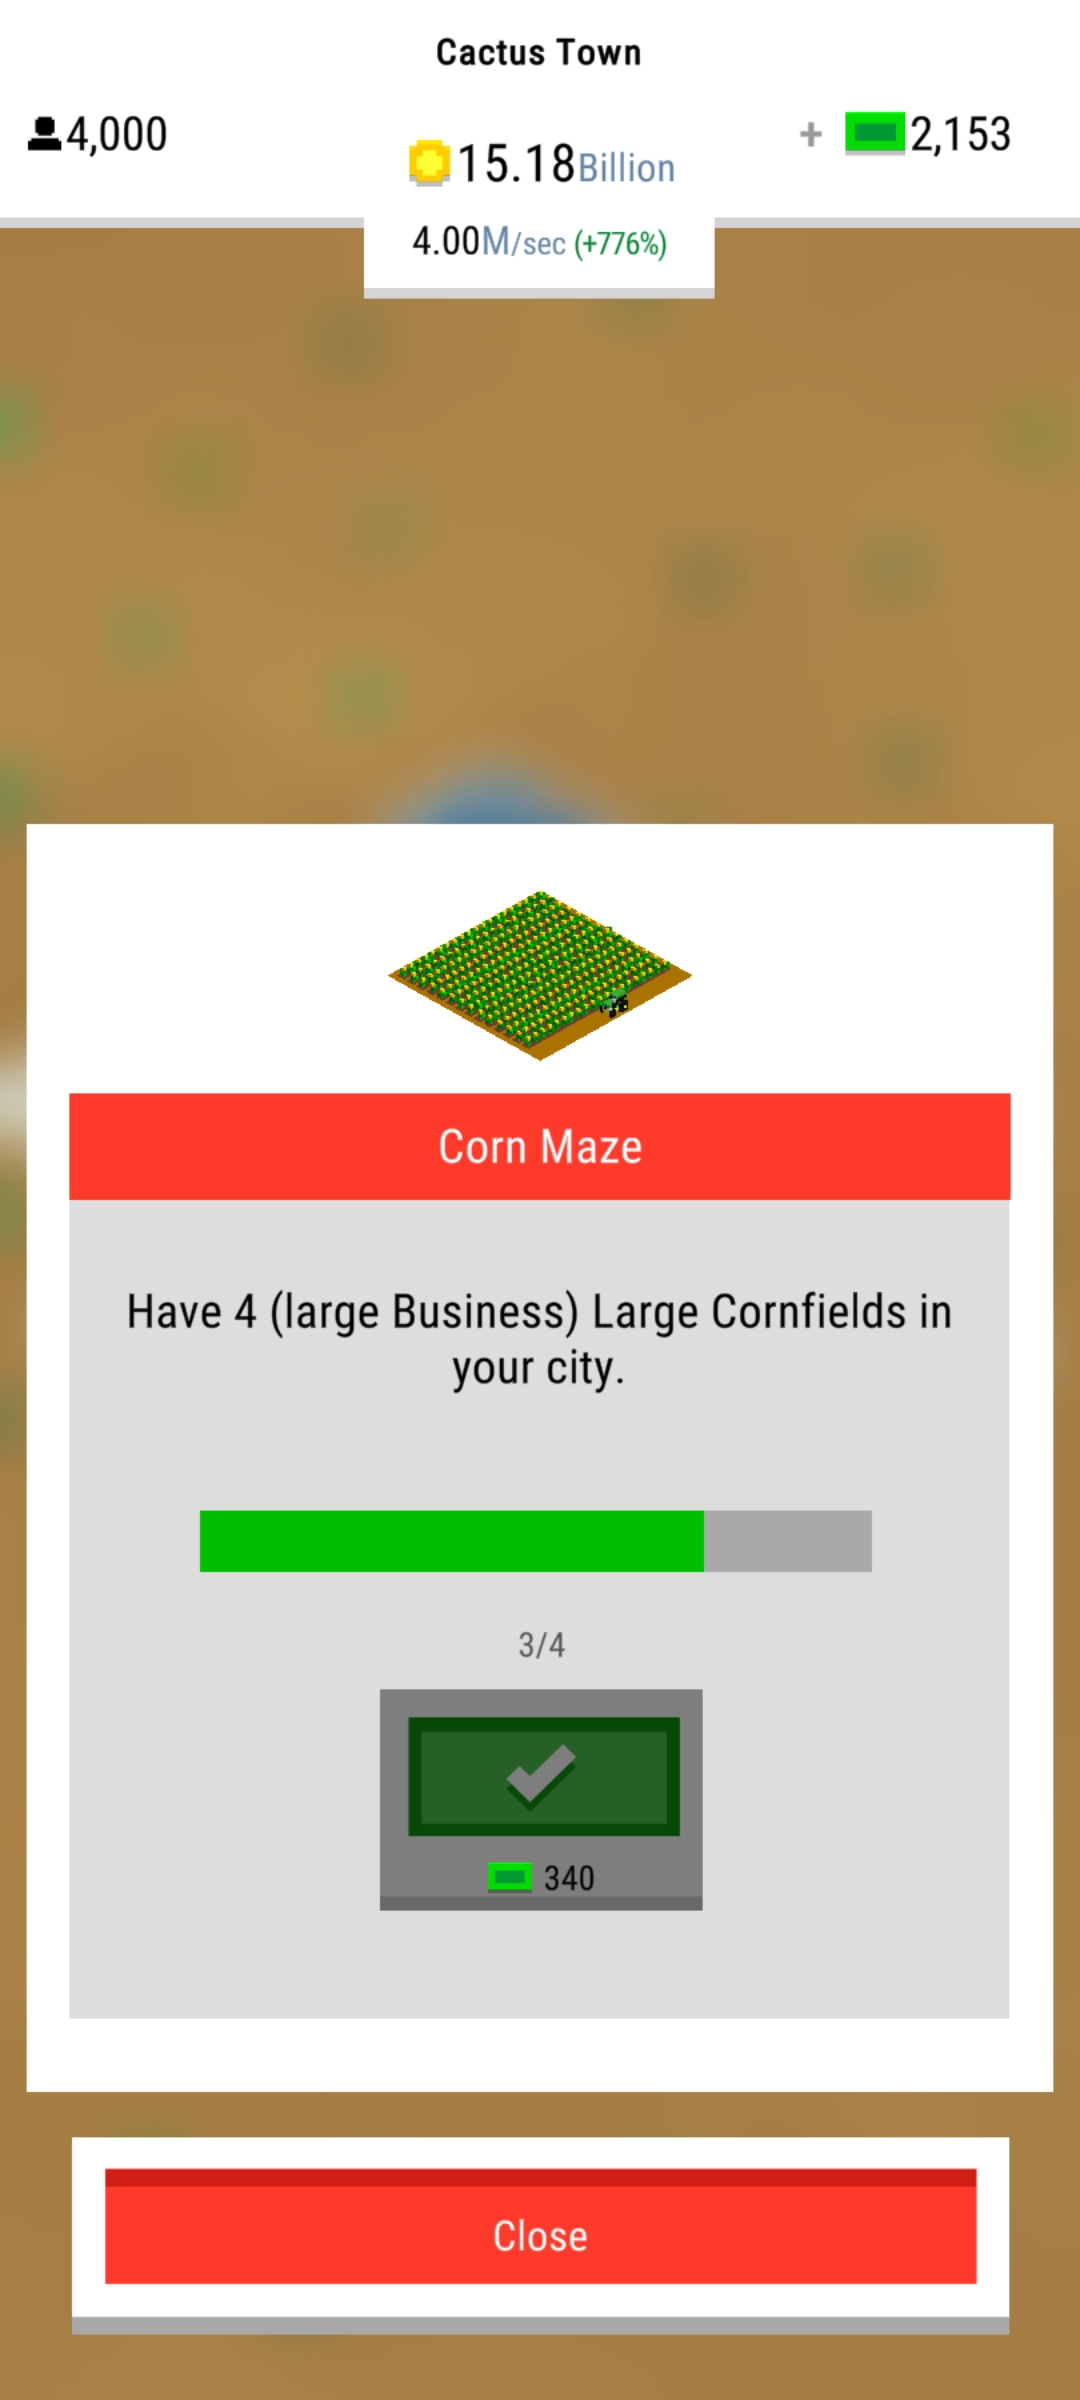 Cactus Town
4,000
+ 2,153
15.18Billion
4.00M/sec (+776%)
Corn Maze
Have 4 (large Business) Large Cornfields in
your city.
3/4
340
Close